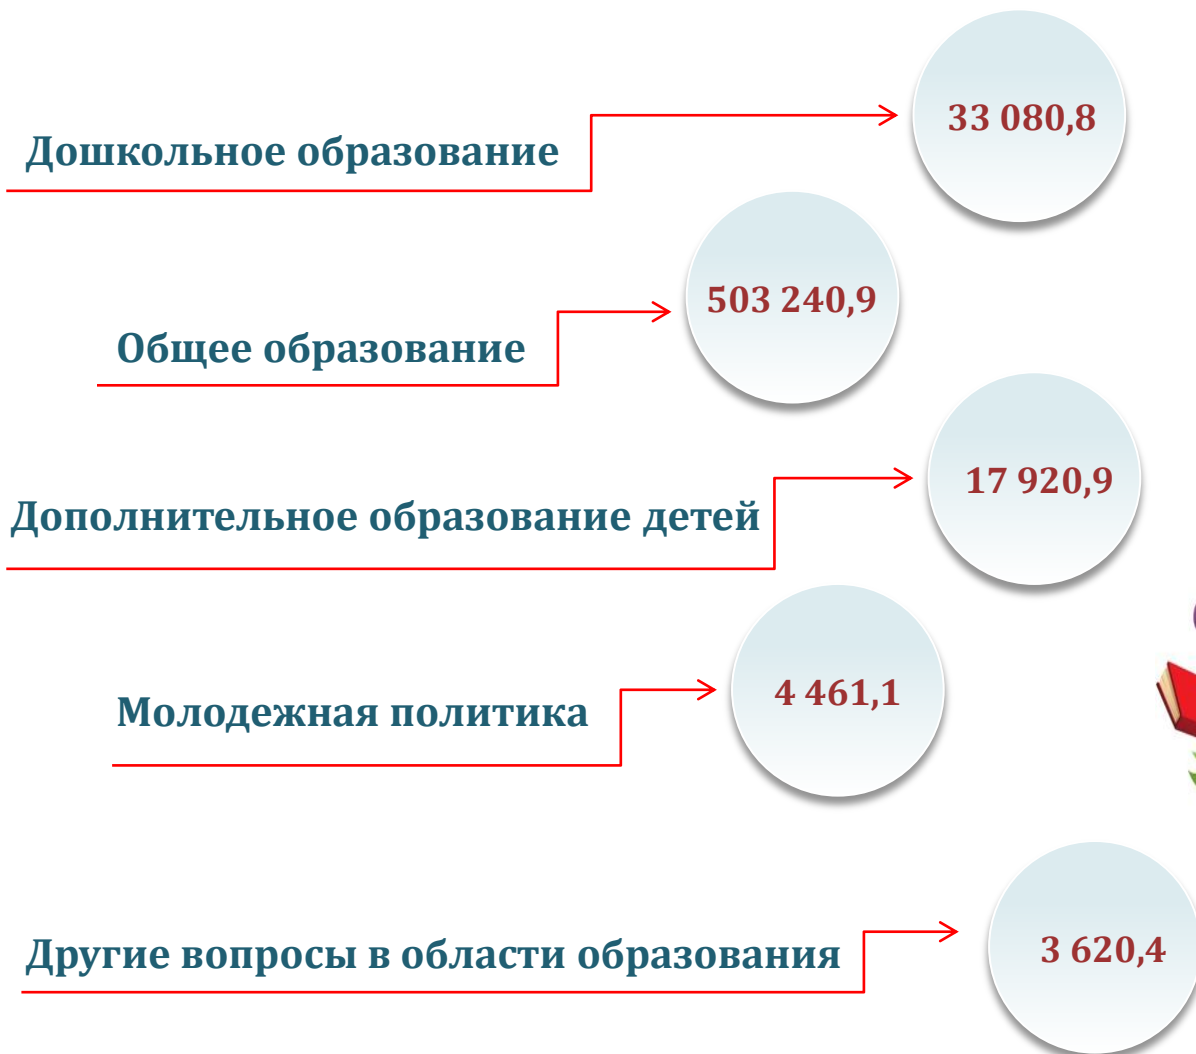 Дошкольное образование
33 080,8
Общее образование
503 240,9
Дополнительное образование детей
17 920,9
Молодежная политика
4 461,1
Другие вопросы в области образования
3 620,4